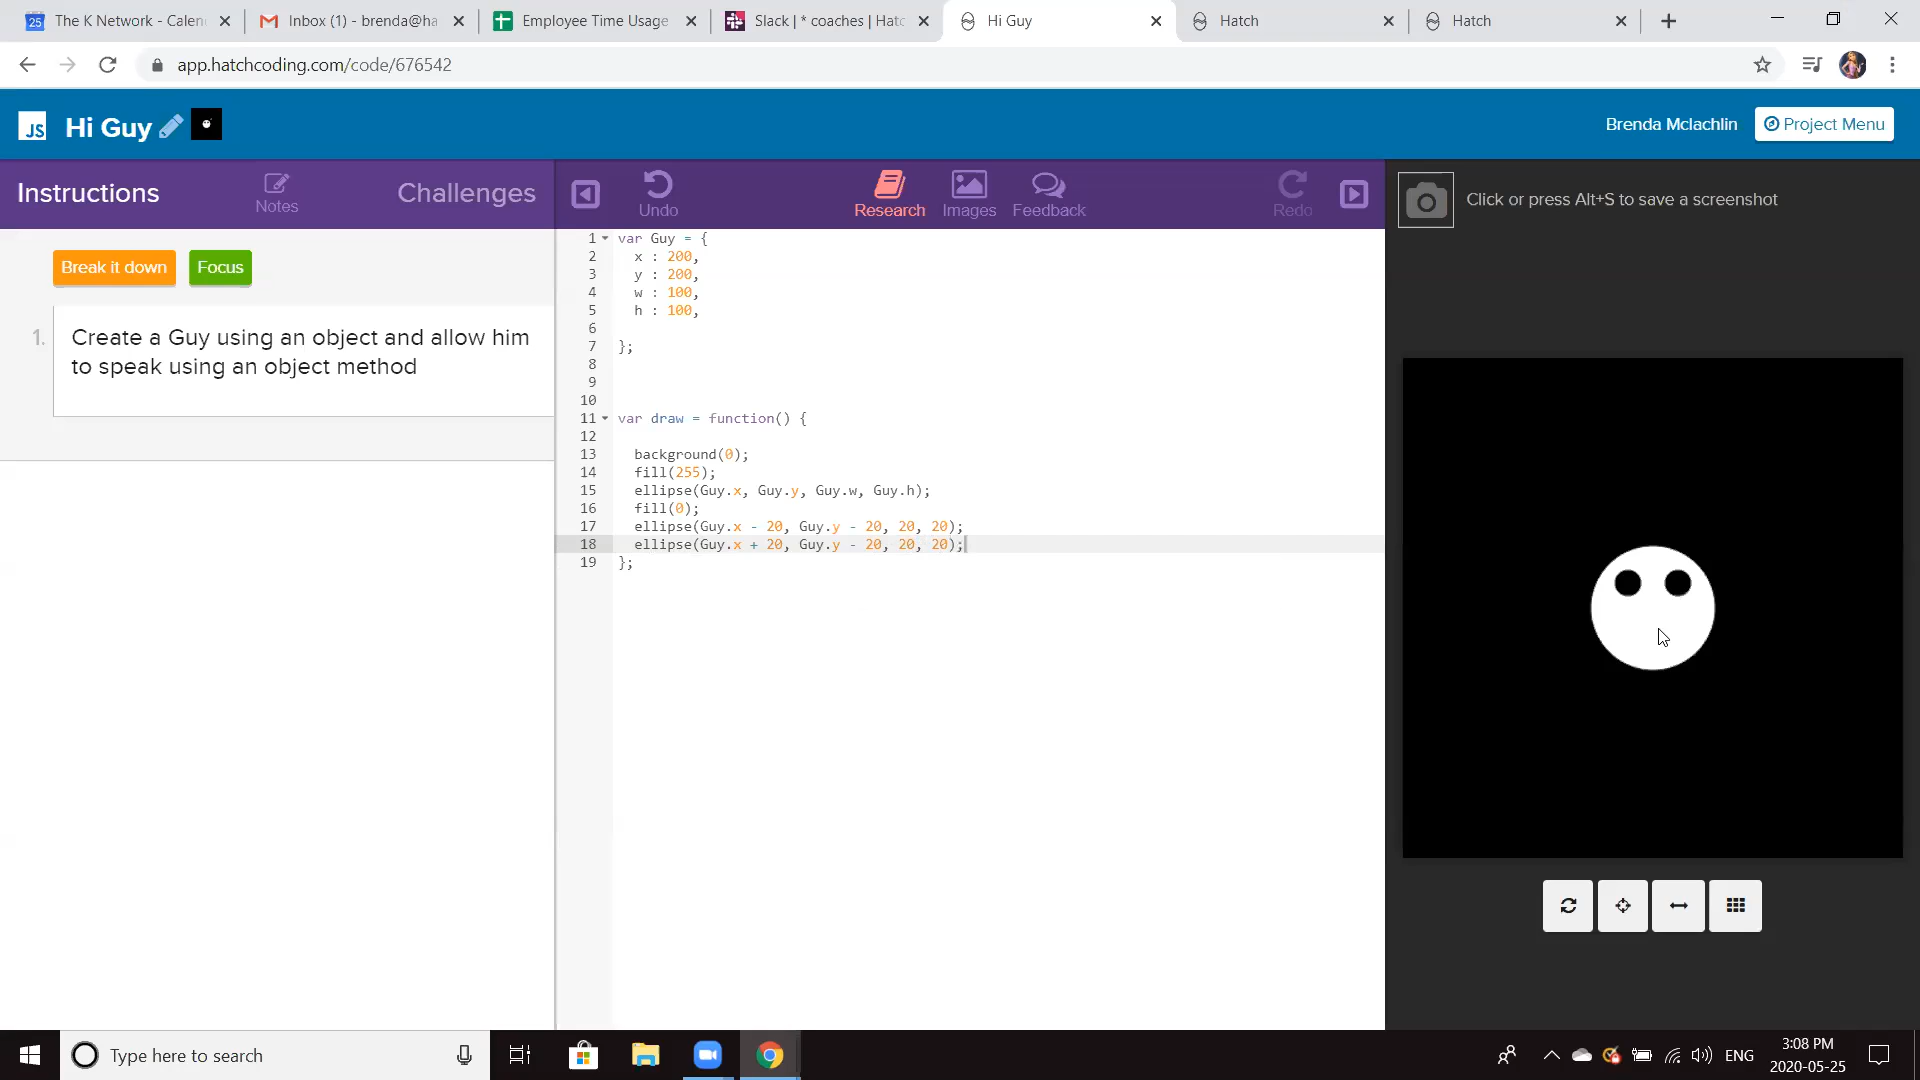 25 The K Network - Calen
Inbox (1) - brenda@ha
Employee Time Usage
Slack | * coaches | Hatc
Hi Guy
Hatch
Hatch
app.hatchcoding.com/code/676542
JS Hi Guy
Brenda Mclachlin
Project Menu
Instructions
Notes
Challenges
Undo
Research
Images
Feedback
Redo
Click or press Alt+S to save a screenshot
Break it down
Focus
1. Create a Guy using an object and allow him
to speak using an object method
1 var Guy = {
2 x : 200,
3 y : 200,
4 w : 100,
5 h : 100,
6
7 };
8
9
10
11 var draw = function() {
12
13 background(0);
14 fill(255);
15 ellipse(Guy.x, Guy.y, Guy.w, Guy.h);
16 fill(0);
17 ellipse(Guy.x - 20, Guy.y - 20, 20, 20);
18 ellipse(Guy.x + 20, Guy.y - 20, 20, 20);
19 };
Type here to search
ENG
3:08 PM
2020-05-25